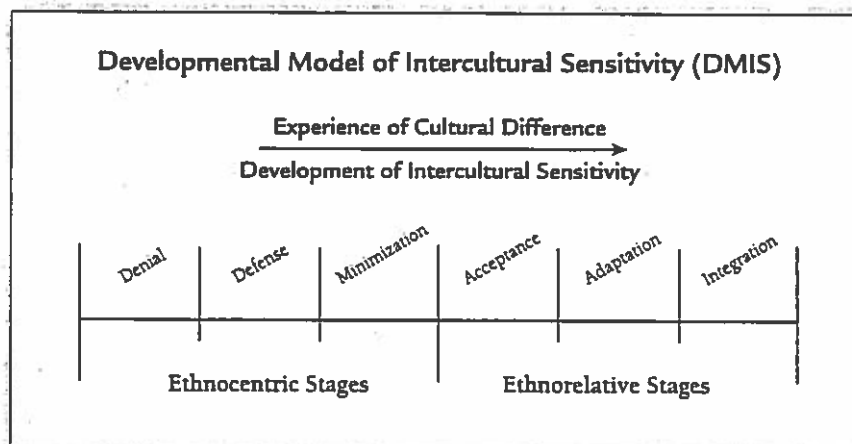 Developmental Model of Intercultural Sensitivity (DMIS)
Experience of Cultural Difference
Development of Intercultural Sensitivity
Denial
Defense
Minimization
Acceptance
Adaptation
Integration
Ethnocentric Stages
Ethnorelative Stages